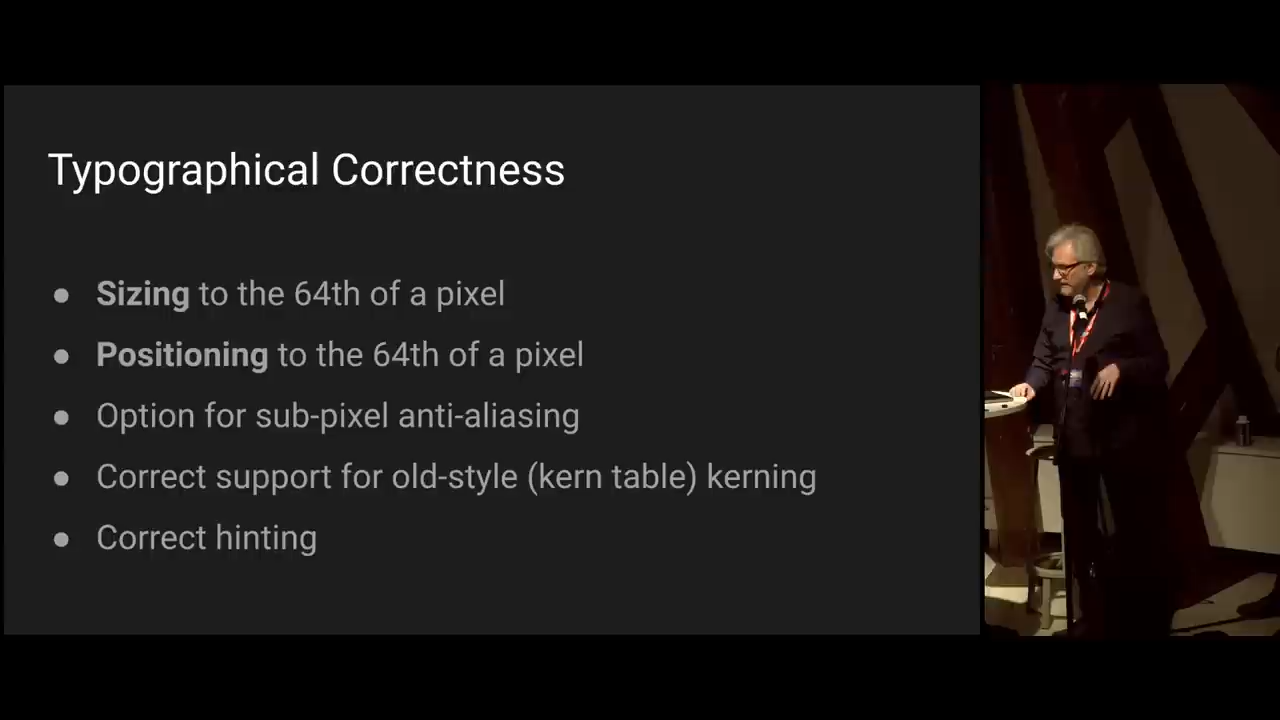 Typographical Correctness
● Sizing to the 64th of a pixel
● Positioning to the 64th of a pixel
● Option for sub-pixel anti-aliasing
● Correct support for old-style (kern table) kerning
● Correct hinting